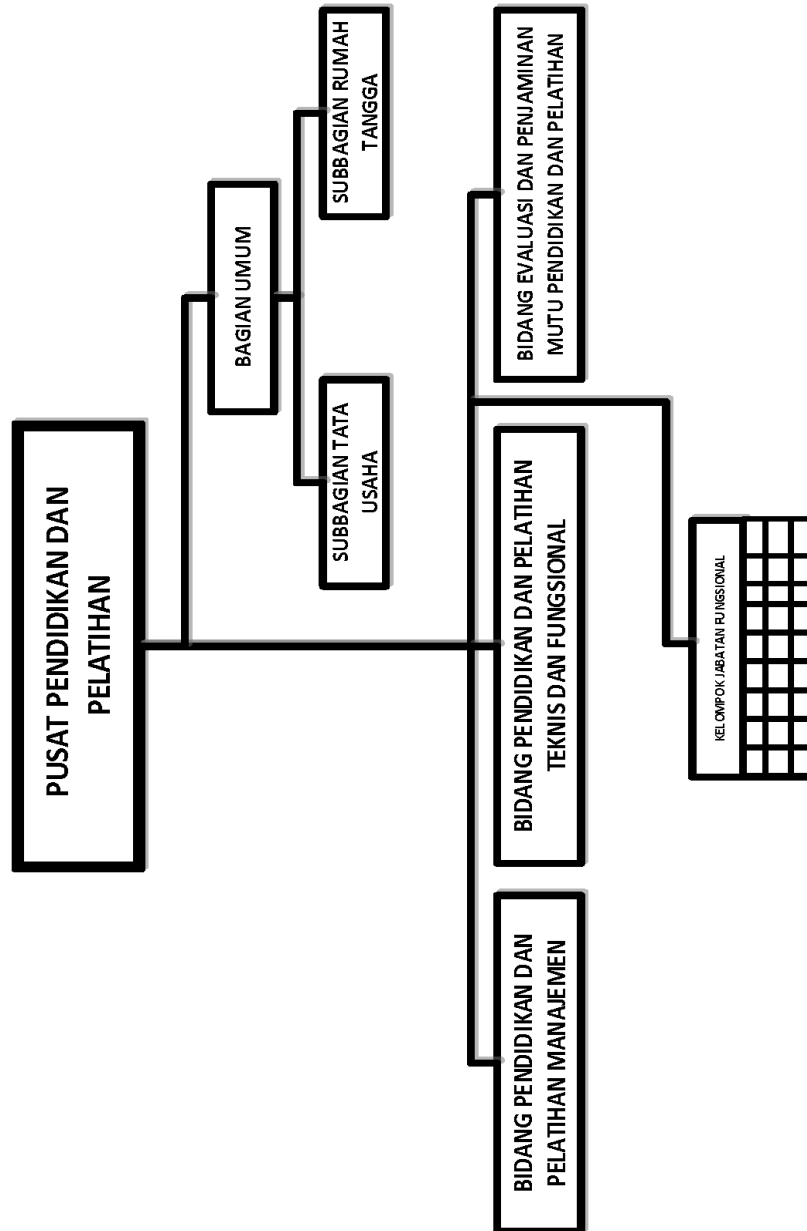 PUSAT PENDIDIKAN DAN
PELATIHAN
BAGIAN UMUM
SUBBAGIAN TATA
USAHA
SUBBAGIAN RUMAH
TANGGA
BIDANG PENDIDIKAN DAN
PELATIHAN MANAJEMEN
BIDANG PENDIDIKAN DAN PELATIHAN
TEKNIS DAN FUNGSIONAL
BIDANG EVALUASI DAN PENJAMINAN
MUTU PENDIDIKAN DAN PELATIHAN
KELOMPOK JABATAN FUNGSIONAL